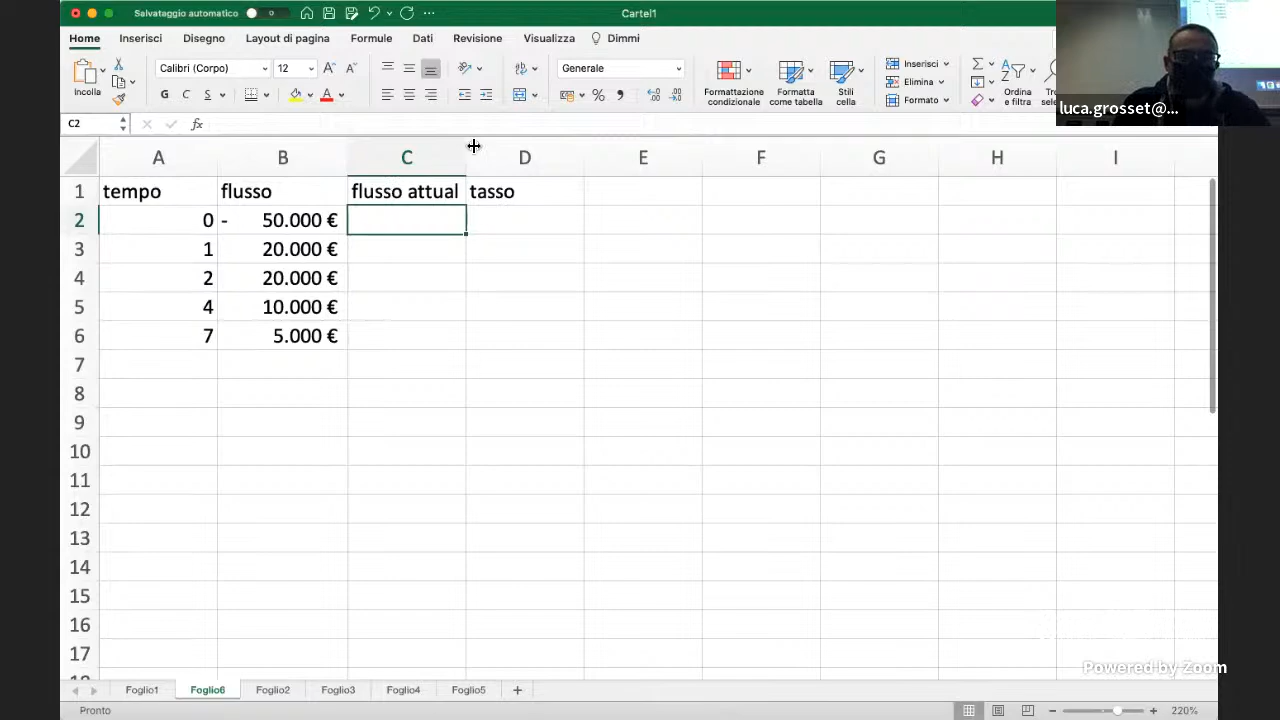 Salvataggio automatico
Cartel1
Home Inserisci Disegno Layout di pagina Formule Dati Revisione Visualizza Dimmi
Incolla
Calibri (Corpo) 12
G C S
Generale
Formattazione condizionale
Formatta come tabella
Stili cella
Inserisci
Elimina
Formato
Ordina e filtra
luca.grosset@...
C2 fx
A B C D E F G H I
1 tempo flusso flusso attual tasso
2 0 - 50.000 €
3 1 20.000 €
4 2 20.000 €
5 4 10.000 €
6 7 5.000 €
7
8
9
10
11
12
13
14
15
16
17
Powered by Zoom
Foglio1 Foglio6 Foglio2 Foglio3 Foglio4 Foglio5 +
Pronto 220%